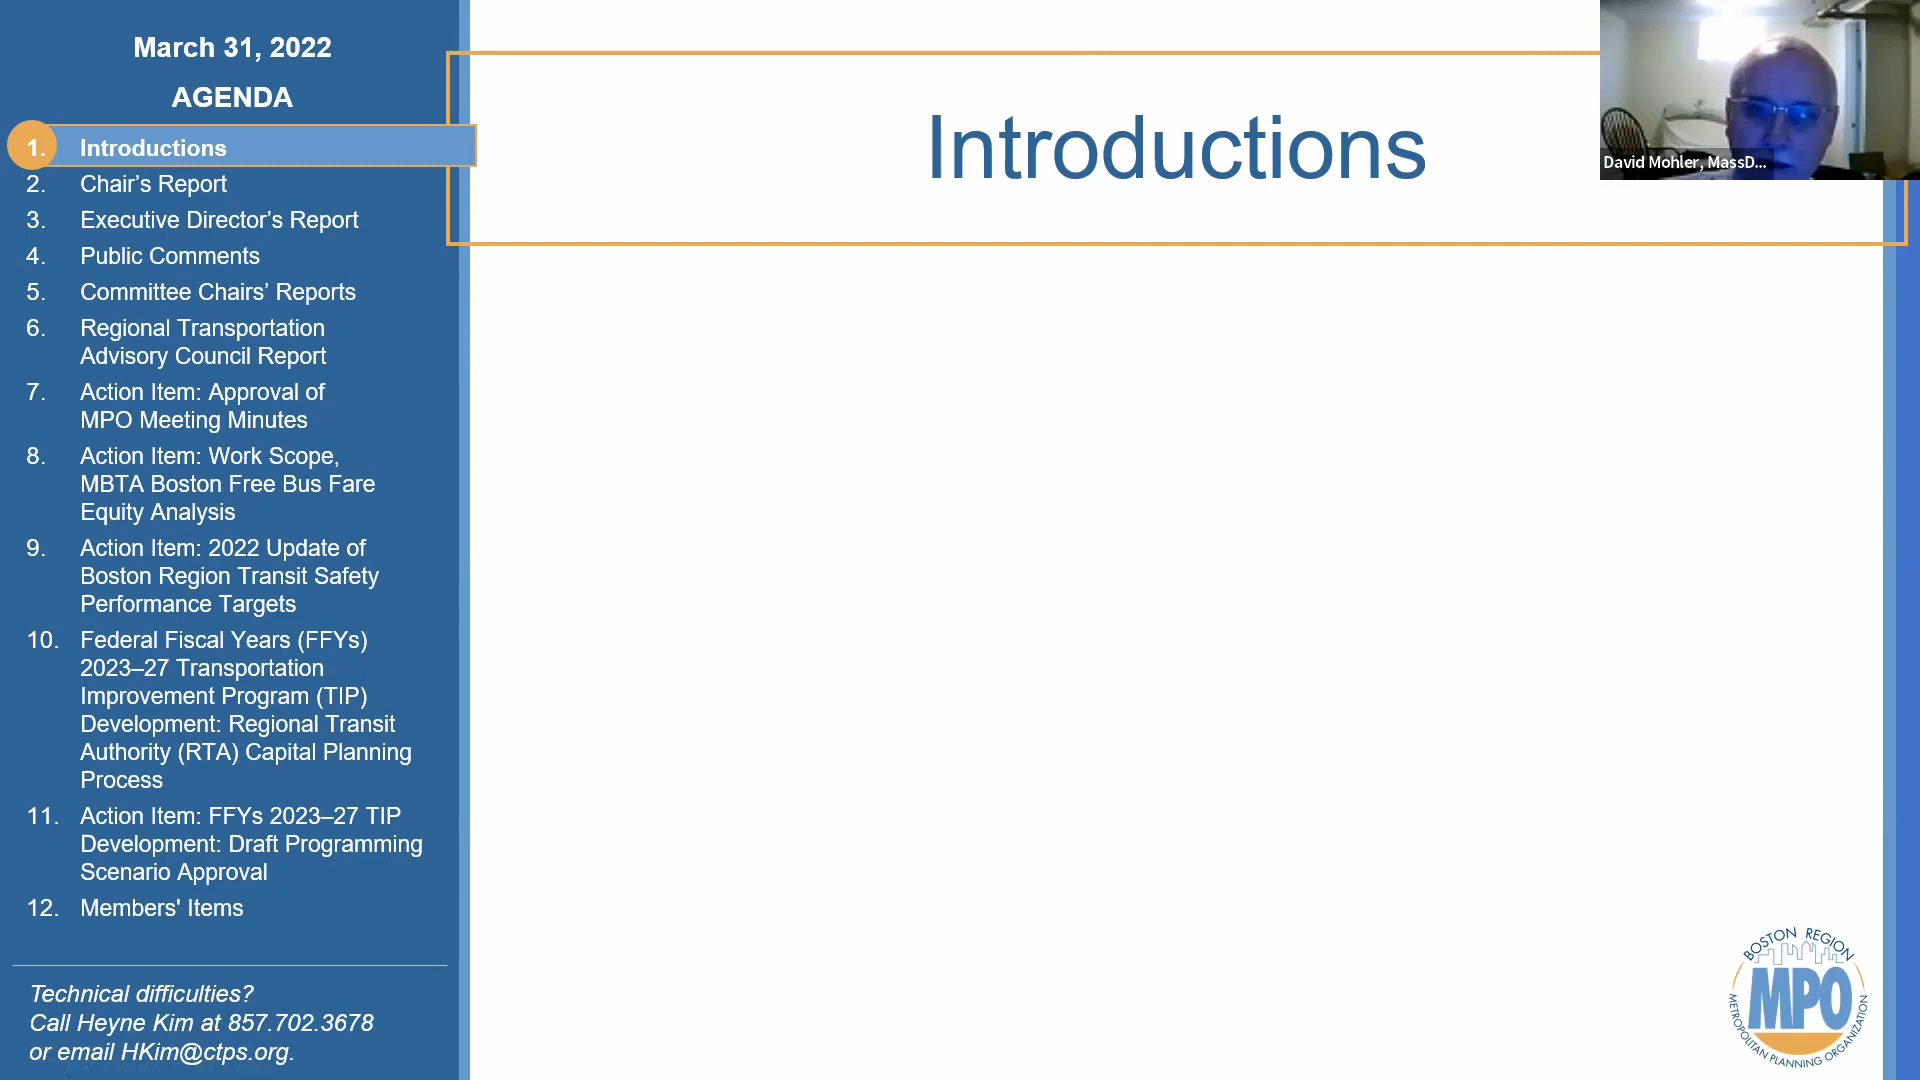 March 31, 2022
AGENDA
1. Introductions
2. Chair’s Report
3. Executive Director’s Report
4. Public Comments
5. Committee Chairs’ Reports
6. Regional Transportation
Advisory Council Report
7. Action Item: Approval of
MPO Meeting Minutes
8. Action Item: Work Scope,
MBTA Boston Free Bus Fare
Equity Analysis
9. Action Item: 2022 Update of
Boston Region Transit Safety
Performance Targets
10. Federal Fiscal Years (FFYs)
2023–27 Transportation
Improvement Program (TIP)
Development: Regional Transit
Authority (RTA) Capital Planning
Process
11. Action Item: FFYs 2023–27 TIP
Development: Draft Programming
Scenario Approval
12. Members' Items
Technical difficulties?
Call Heyne Kim at 857.702.3678
or email HKim@ctps.org.
Introductions
David Mohler, MassD...
BOSTON REGION
MPO
METROPOLITAN PLANNING ORGANIZATION